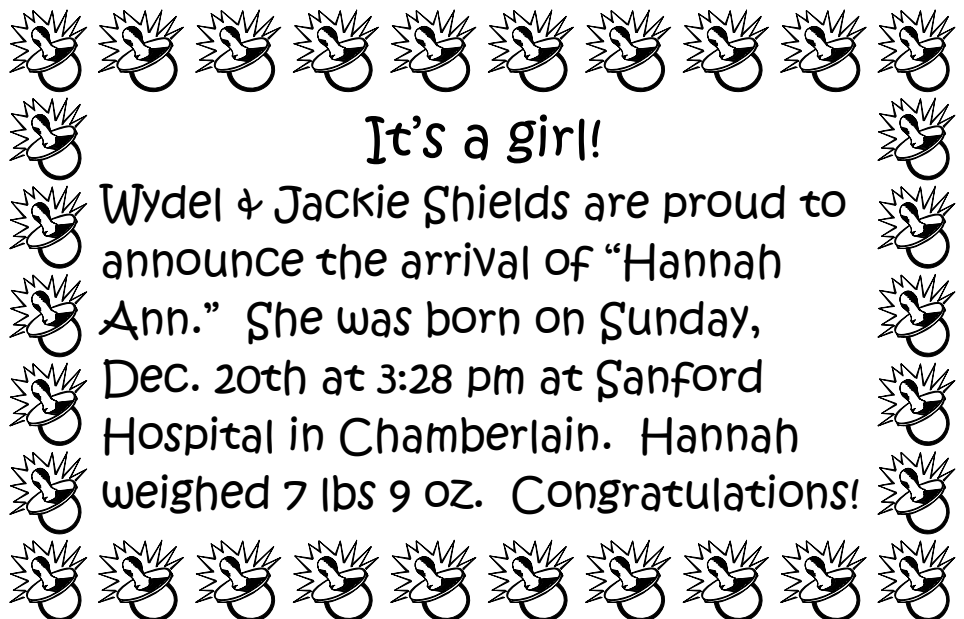 It's a girl!
Wydel & Jackie Shields are proud to
announce the arrival of “Hannah
Ann.”  She was born on Sunday,
Dec. 20th at 3:28 pm at Sanford
Hospital in Chamberlain.  Hannah
weighed 7 lbs 9 oz.  Congratulations!